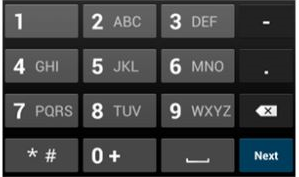 1 2 ABC 3 DEF -
4 GHI 5 JKL 6 MNO .
7 PQRS 8 TUV 9 WXYZ
* # 0 + Next